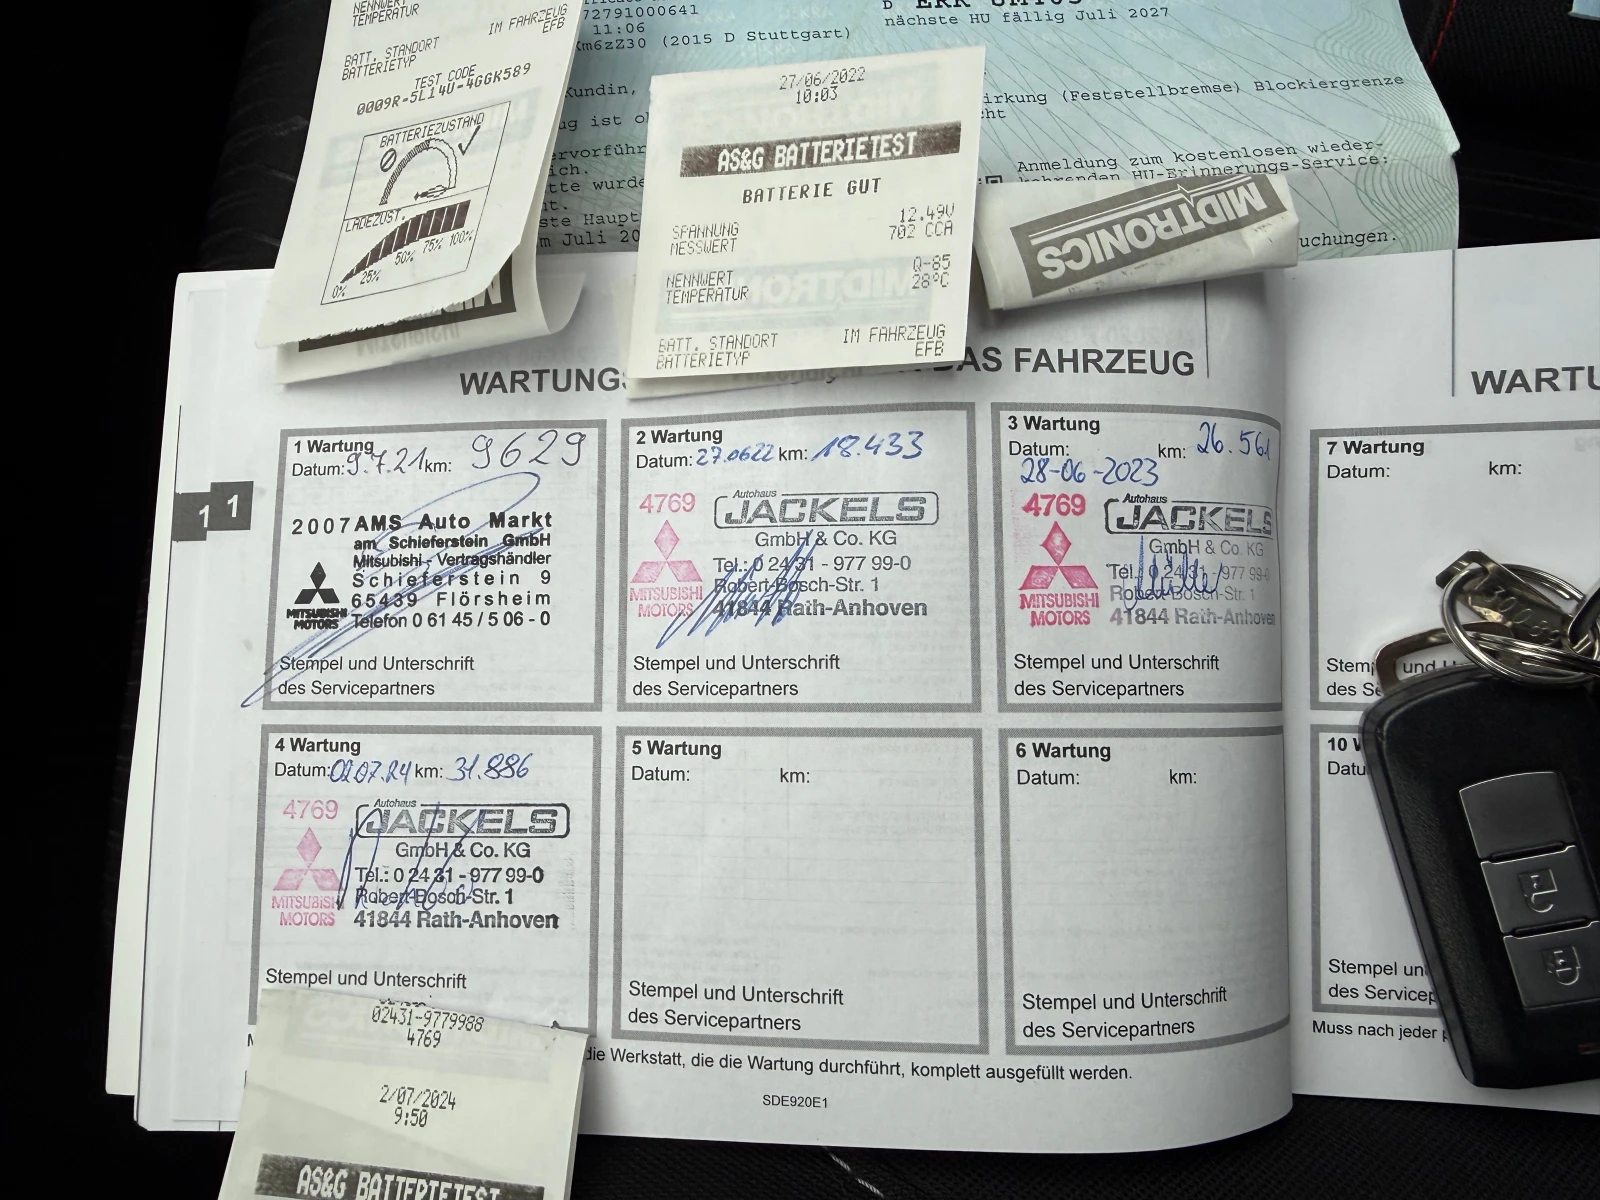 NENNWERT
TEMPERATUR
BATT. STANDORT IM FAHRZEUG
BATTERIETYP EFB
TEST CODE
0009R-5L14U-4GGK589
BATTERIEZUSTAND
LADEZUST.
0% 25% 50% 75% 100%
72791000641
11:06
(2015 D Stuttgart)
nächste HU fällig Juli 2027
(Feststellbremse) Blockiergrenze
Anmeldung zum kostenlosen wieder-
kehrenden HU-Erinnerungs-Service:
27/06/2022
10:03
AS&G BATTERIETEST
BATTERIE GUT
SPANNUNG 12.49V
MESSWERT 702 CCA
NENNWERT Q-85
TEMPERATUR 28°C
BATT. STANDORT IM FAHRZEUG
BATTERIETYP EFB
MIDTRONICS
DAS FAHRZEUG
11
1 Wartung
Datum: 9.7.21 km: 9629
2007 AMS Auto Markt
am Schieferstein GmbH
Mitsubishi - Vertragshändler
Schieferstein 9
65439 Flörsheim
Telefon 0 61 45 / 5 06 - 0
MITSUBISHI
MOTORS
Stempel und Unterschrift
des Servicepartners
2 Wartung
Datum: 27.0622 km: 18.433
4769
Autohaus
JACKELS
GmbH & Co. KG
Tel.: 0 24 31 - 977 99-0
Robert-Bosch-Str. 1
41844 Rath-Anhoven
MITSUBISHI
MOTORS
Stempel und Unterschrift
des Servicepartners
3 Wartung
Datum: km: 26.561
28-06-2023
4769
Autohaus
JACKELS
GmbH & Co. KG
Tel.: 0 24 31 - 977 99-0
Robert-Bosch-Str. 1
41844 Rath-Anhoven
MITSUBISHI
MOTORS
Stempel und Unterschrift
des Servicepartners
4 Wartung
Datum: 02.07.24 km: 31.886
4769
Autohaus
JACKELS
GmbH & Co. KG
Tel.: 0 24 31 - 977 99-0
Robert-Bosch-Str. 1
41844 Rath-Anhoven
MITSUBISHI
MOTORS
Stempel und Unterschrift
5 Wartung
Datum: km:
Stempel und Unterschrift
des Servicepartners
6 Wartung
Datum: km:
Stempel und Unterschrift
des Servicepartners
7 Wartung
Datum: km:
und
des
10
Stempel
des
Muss nach jeder
die Werkstatt, die die Wartung durchführt, komplett ausgefüllt werden.
SDE920E1
02431-9779988
4769
2/07/2024
9:50
AS&G BATTERIETEST